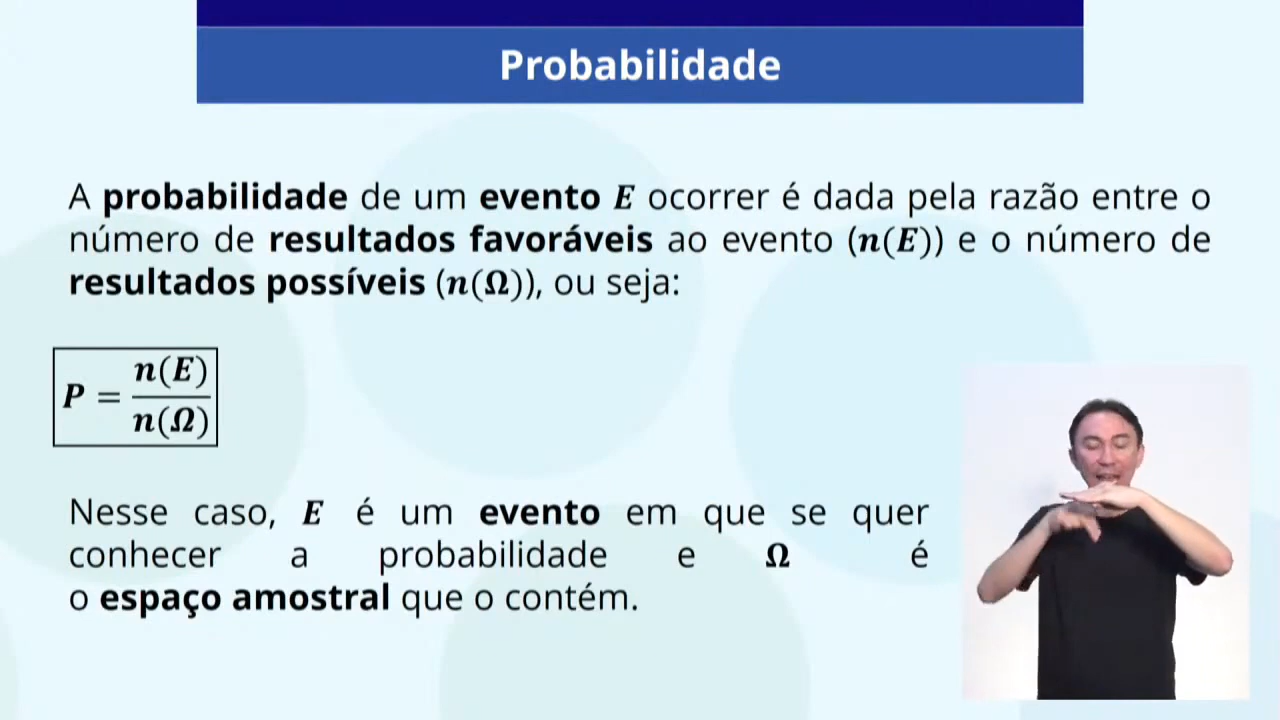 Probabilidade
A probabilidade de um evento E ocorrer é dada pela razão entre o
número de resultados favoráveis ao evento (n(E)) e o número de
resultados possíveis (n(Ω)), ou seja:
P = n(E)/n(Ω)
Nesse caso, E é um evento em que se quer
conhecer a probabilidade e Ω é
o espaço amostral que o contém.